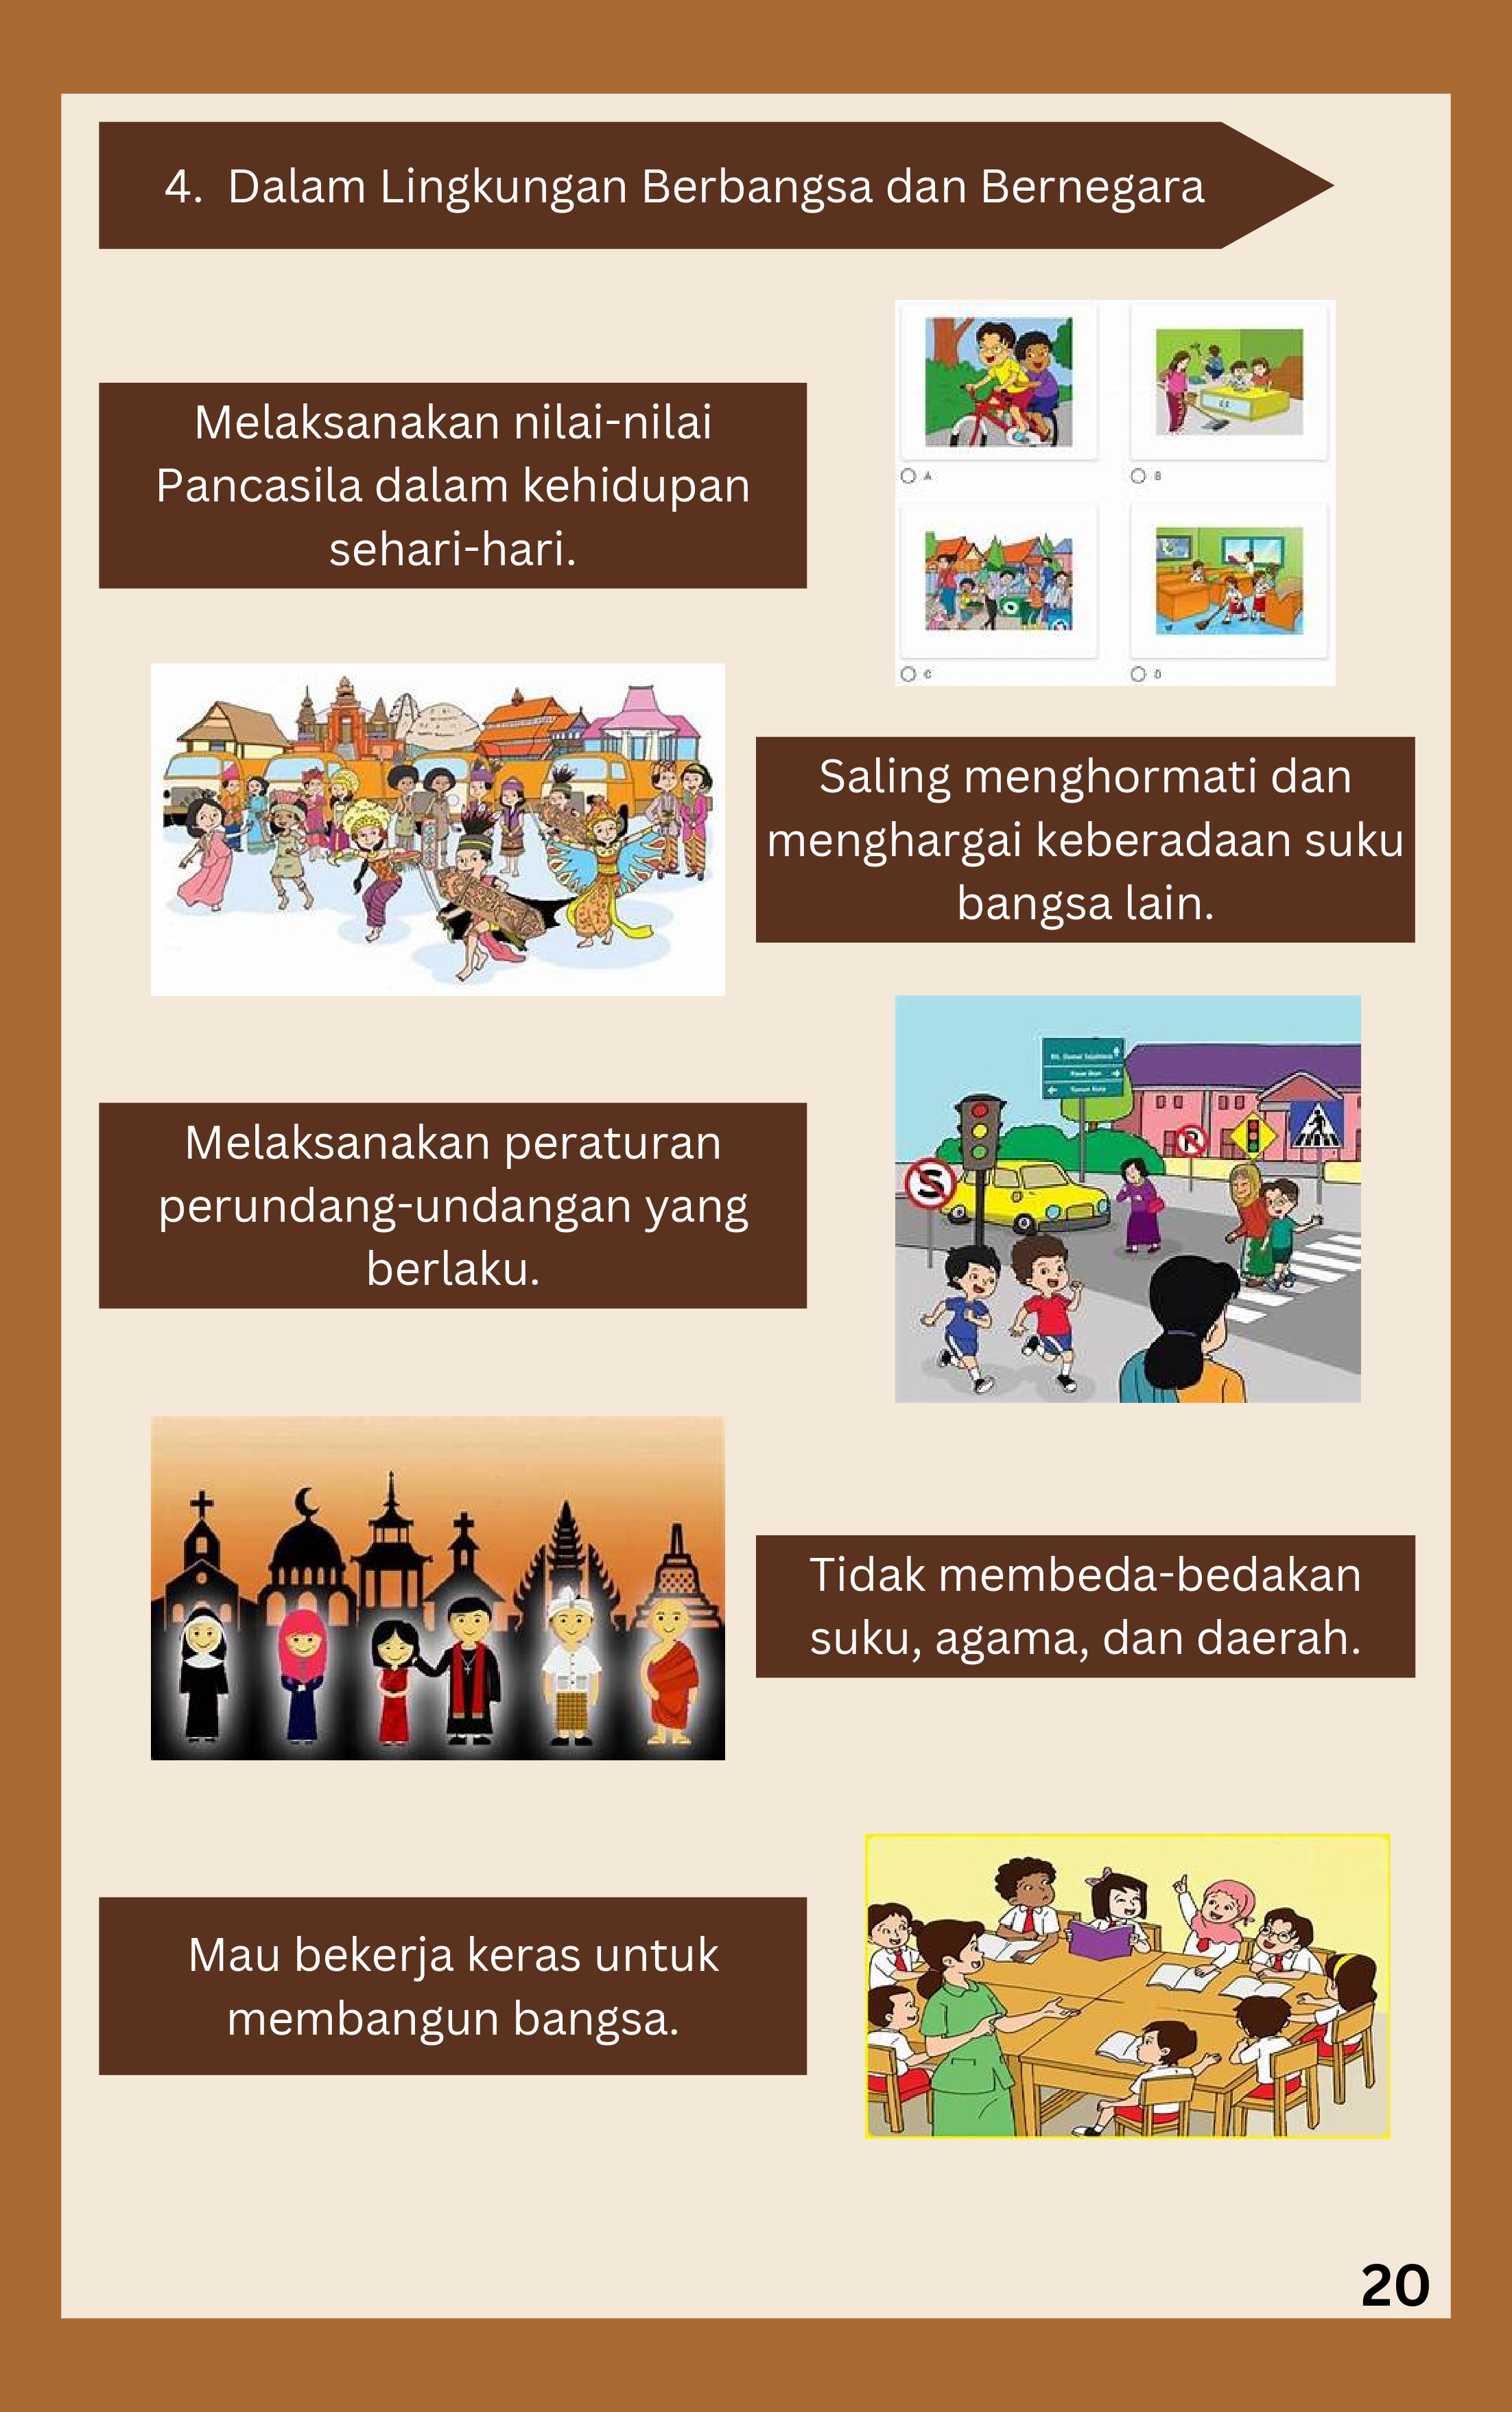 4. Dalam Lingkungan Berbangsa dan Bernegara
Melaksanakan nilai-nilai
Pancasila dalam kehidupan
sehari-hari.
A
B
C
D
Saling menghormati dan
menghargai keberadaan suku
bangsa lain.
Melaksanakan peraturan
perundang-undangan yang
berlaku.
S
P
Tidak membeda-bedakan
suku, agama, dan daerah.
Mau bekerja keras untuk
membangun bangsa.
20